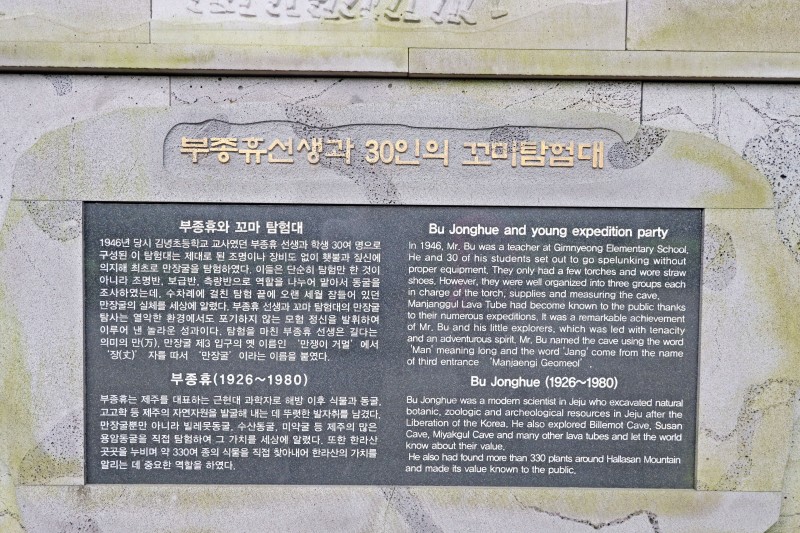 부종휴선생과 30인의 꼬마탐험대
부종휴와 꼬마 탐험대
1946년 당시 김녕초등학교 교사였던 부종휴 선생과 학생 30여 명으로
구성된 이 탐험대는 제대로 된 조명이나 장비도 없이 횃불과 짚신에
의지해 최초로 만장굴을 탐험하였다. 이들은 단순히 탐험만 한 것이
아니라 조명반, 보급반, 측량반으로 역할을 나누어 맡아서 동굴을
조사하였는데, 수차례에 걸친 탐험 끝에 오랜 세월 잠들어 있던
만장굴의 실체를 세상에 알렸다. 부종휴 선생과 꼬마 탐험대의 만장굴
탐사는 열악한 환경에서도 포기하지 않는 모험 정신을 발휘하여
이루어 낸 놀라운 성과이다. 탐험을 마친 부종휴 선생은 길다는
의미의 만(万), 만장굴 제3 입구의 옛 이름인 '만쟁이 거멀' 에서
'장(丈)' 자를 따서 '만장굴' 이라는 이름을 붙였다.
부종휴(1926~1980)
부종휴는 제주를 대표하는 근현대 과학자로 해방 이후 식물과 동굴,
고고학 등 제주의 자연자원을 발굴해 내는 데 뚜렷한 발자취를 남겼다.
만장굴뿐만 아니라 빌레못동굴, 수산동굴, 미악굴 등 제주의 많은
용암동굴을 직접 탐험하여 그 가치를 세상에 알렸다. 또한 한라산
곳곳을 누비며 약 330여 종의 식물을 직접 찾아내어 한라산의 가치를
알리는 데 중요한 역할을 하였다.
Bu Jonghue and young expedition party
In 1946, Mr. Bu was a teacher at Gimnyeong Elementary School.
He and 30 of his students set out to go spelunking without
proper equipment. They only had a few torches and wore straw
shoes. However, they were well organized into three groups each
in charge of the torch, supplies and measuring the cave.
Manjanggul Lava Tube had become known to the public thanks
to their numerous expeditions. It was a remarkable achievement
of Mr. Bu and his little explorers, which was led with tenacity
and an adventurous spirit. Mr. Bu named the cave using the word
'Man' meaning long and the word 'Jang' come from the name
of third entrance 'Manjaengi Geomeol'.
Bu Jonghue (1926~1980)
Bu Jonghue was a modern scientist in Jeju who excavated natural
botanic, zoologic and archeological resources in Jeju after the
Liberation of the Korea. He also explored Billemot Cave, Susan
Cave, Miyakgul Cave and many other lava tubes and let the world
know about their value.
He also had found more than 330 plants around Hallasan Mountain
and made its value known to the public.